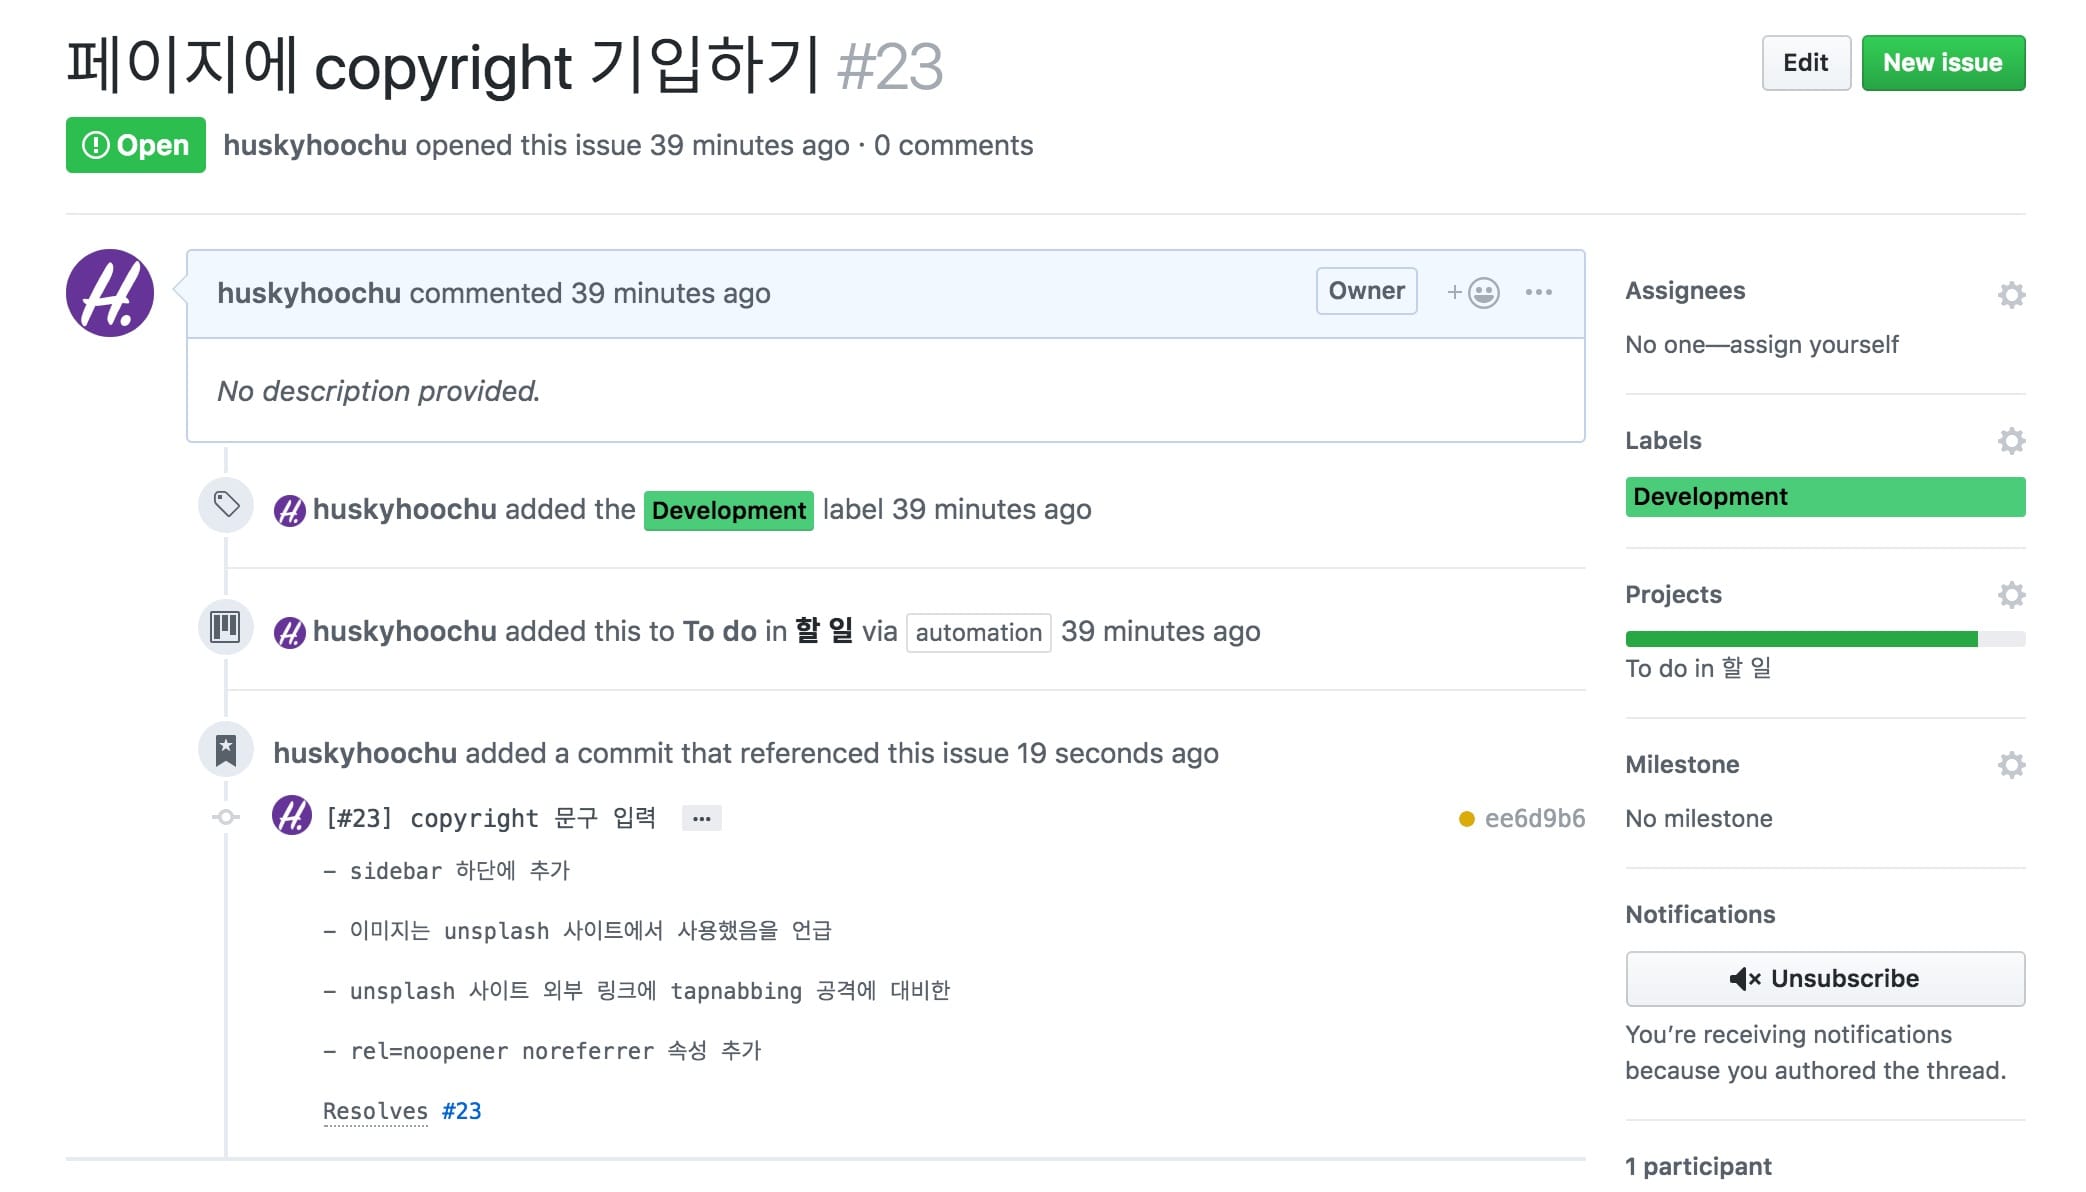 페이지에 copyright 기입하기 #23
Edit
New issue
Open
huskyhoochu opened this issue 39 minutes ago · 0 comments
huskyhoochu commented 39 minutes ago
Owner
No description provided.
huskyhoochu added the Development label 39 minutes ago
huskyhoochu added this to To do in 할 일 via automation 39 minutes ago
huskyhoochu added a commit that referenced this issue 19 seconds ago
[#23] copyright 문구 입력 …
ee6d9b6
– sidebar 하단에 추가
– 이미지는 unsplash 사이트에서 사용했음을 언급
– unsplash 사이트 외부 링크에 tapnabbing 공격에 대비한
– rel=noopener noreferrer 속성 추가
Resolves #23
Assignees
No one—assign yourself
Labels
Development
Projects
To do in 할 일
Milestone
No milestone
Notifications
Unsubscribe
You’re receiving notifications
because you authored the thread.
1 participant